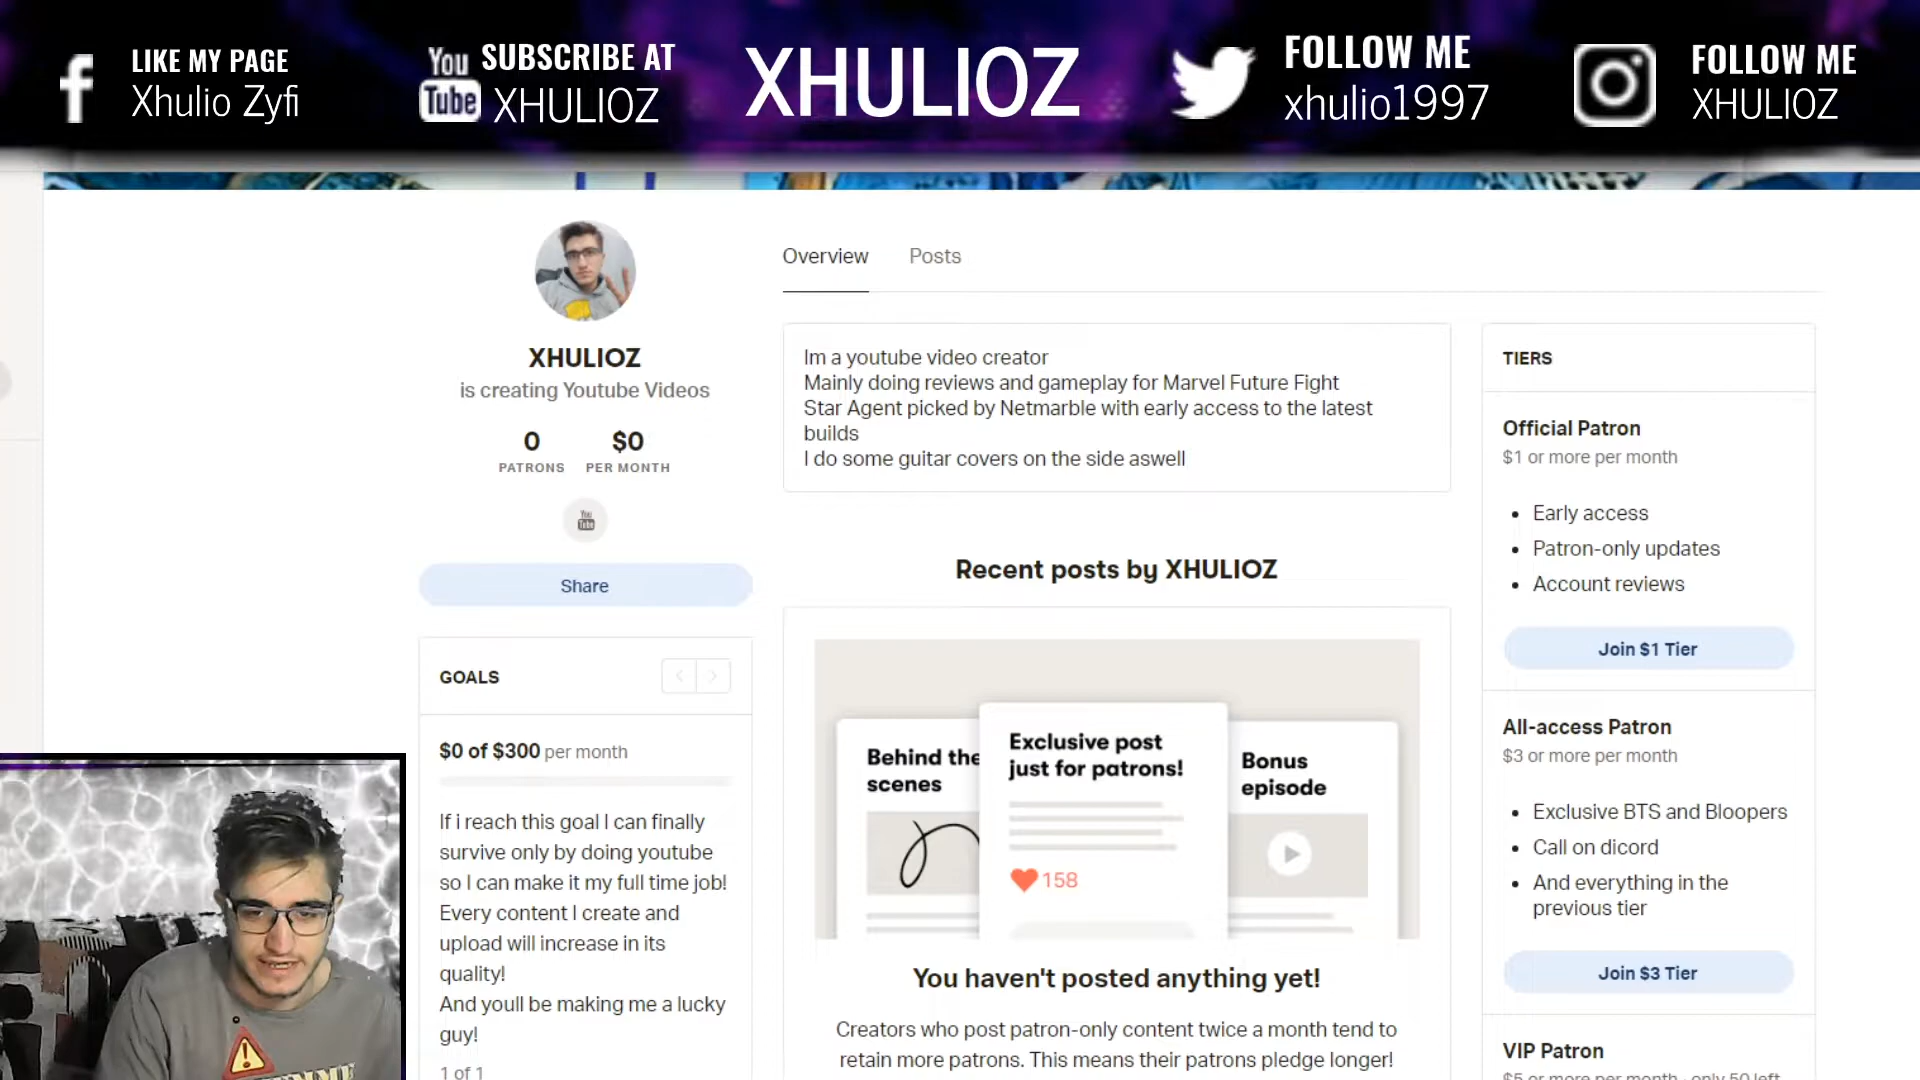 LIKE MY PAGE
Xhulio Zyfi
You
Tube
SUBSCRIBE AT
XHULIOZ
XHULIOZ
FOLLOW ME
xhulio1997
FOLLOW ME
XHULIOZ
XHULIOZ
is creating Youtube Videos
0
PATRONS
$0
PER MONTH
You
Tube
Share
GOALS
$0 of $300 per month
If i reach this goal I can finally
survive only by doing youtube
so I can make it my full time job!
Every content I create and
upload will increase in its
quality!
And youll be making me a lucky
guy!
1 of 1
Overview
Posts
Im a youtube video creator
Mainly doing reviews and gameplay for Marvel Future Fight
Star Agent picked by Netmarble with early access to the latest
builds
I do some guitar covers on the side aswell
Recent posts by XHULIOZ
Behind the
scenes
Exclusive post
just for patrons!
158
Bonus
episode
You haven't posted anything yet!
Creators who post patron-only content twice a month tend to
retain more patrons. This means their patrons pledge longer!
TIERS
Official Patron
$1 or more per month
Early access
Patron-only updates
Account reviews
Join $1 Tier
All-access Patron
$3 or more per month
Exclusive BTS and Bloopers
Call on dicord
And everything in the
previous tier
Join $3 Tier
VIP Patron
$5 or more per month · only 50 left